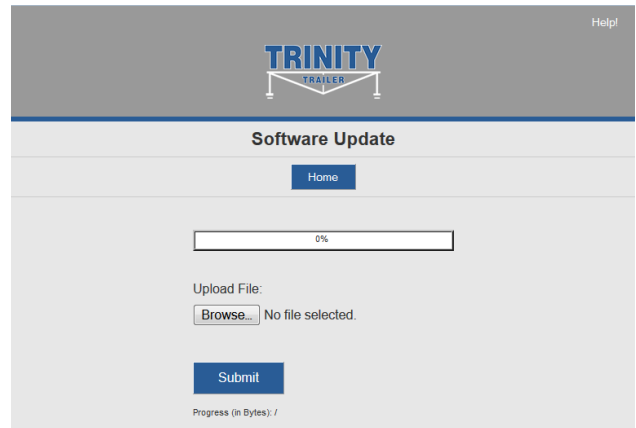 Help!
TRINITY
TRAILER
Software Update
Home
0%
Upload File:
Browse... No file selected.
Submit
Progress (in Bytes): /